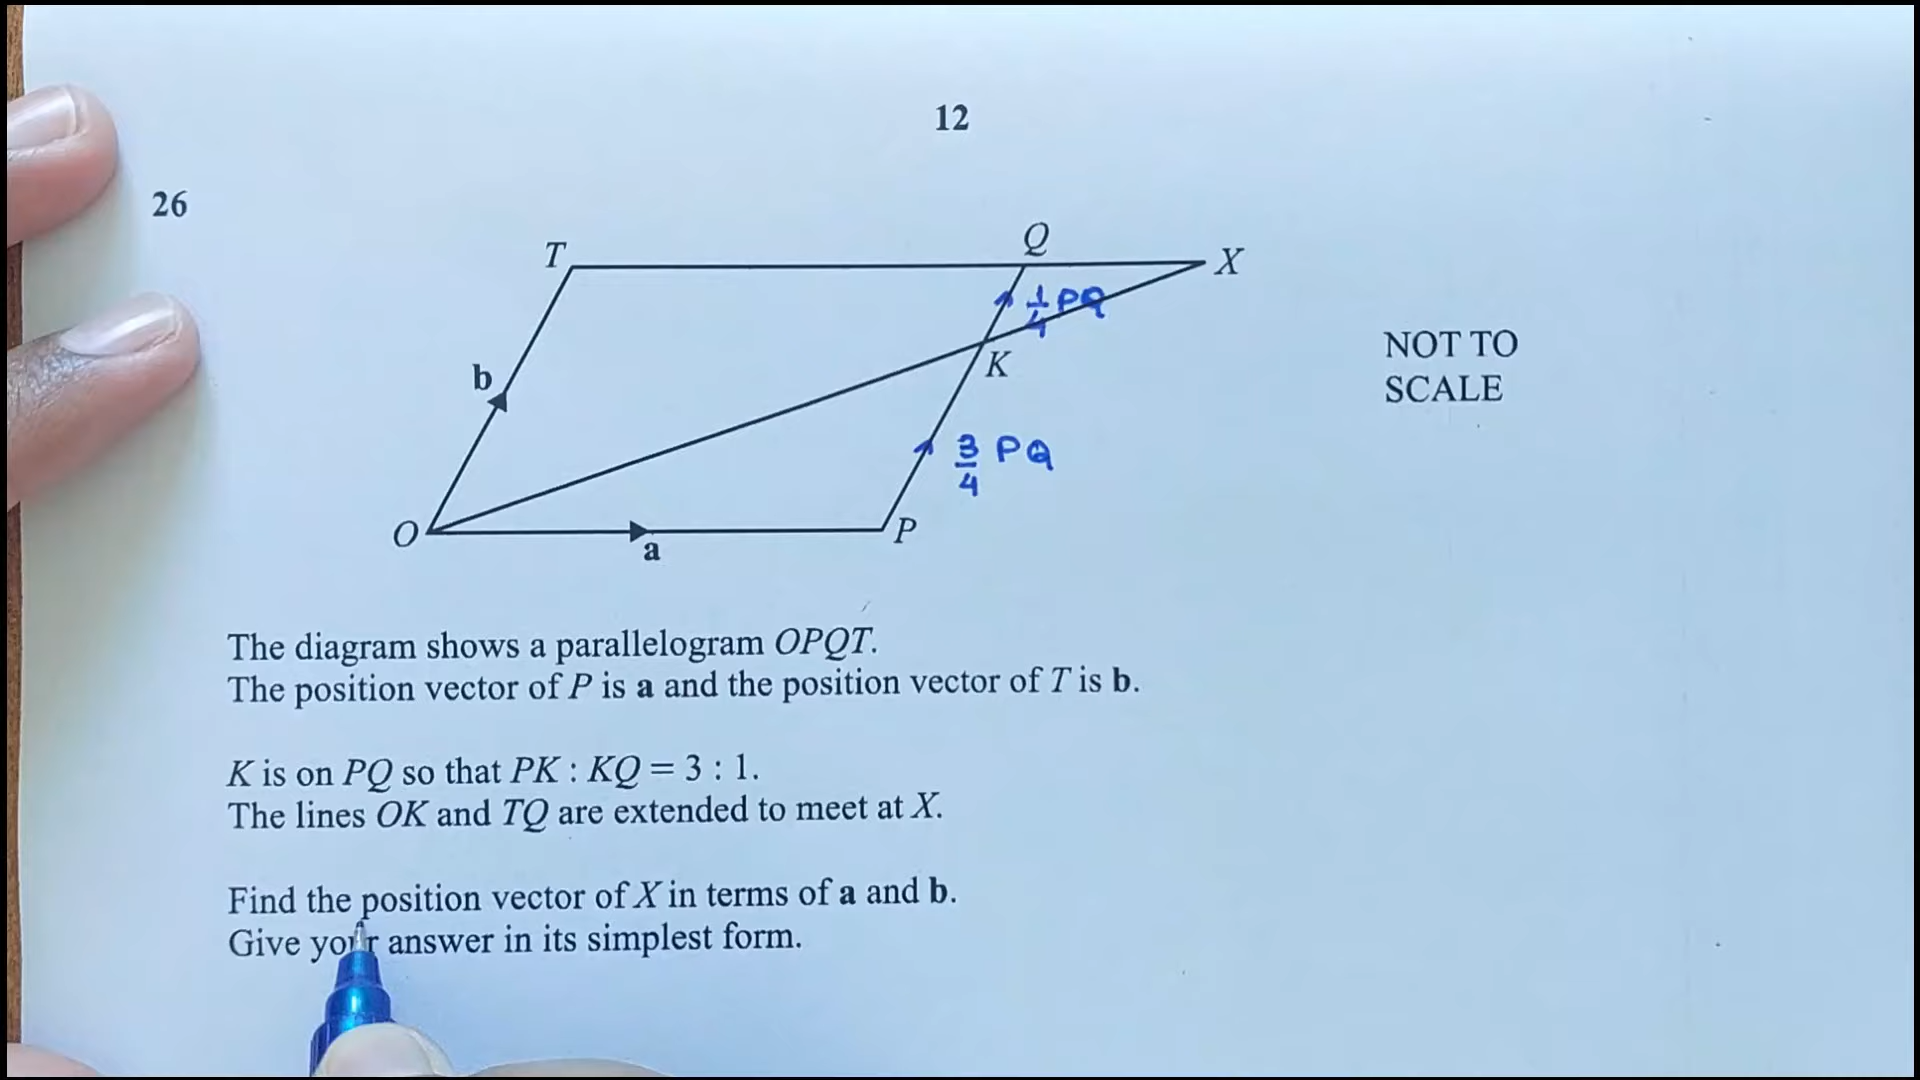 12
26
T
Q
X
1/4 PQ
K
NOT TO
SCALE
b
3/4 PQ
O
P
a
The diagram shows a parallelogram OPQT.
The position vector of P is a and the position vector of T is b.
K is on PQ so that PK : KQ = 3 : 1.
The lines OK and TQ are extended to meet at X.
Find the position vector of X in terms of a and b.
Give your answer in its simplest form.